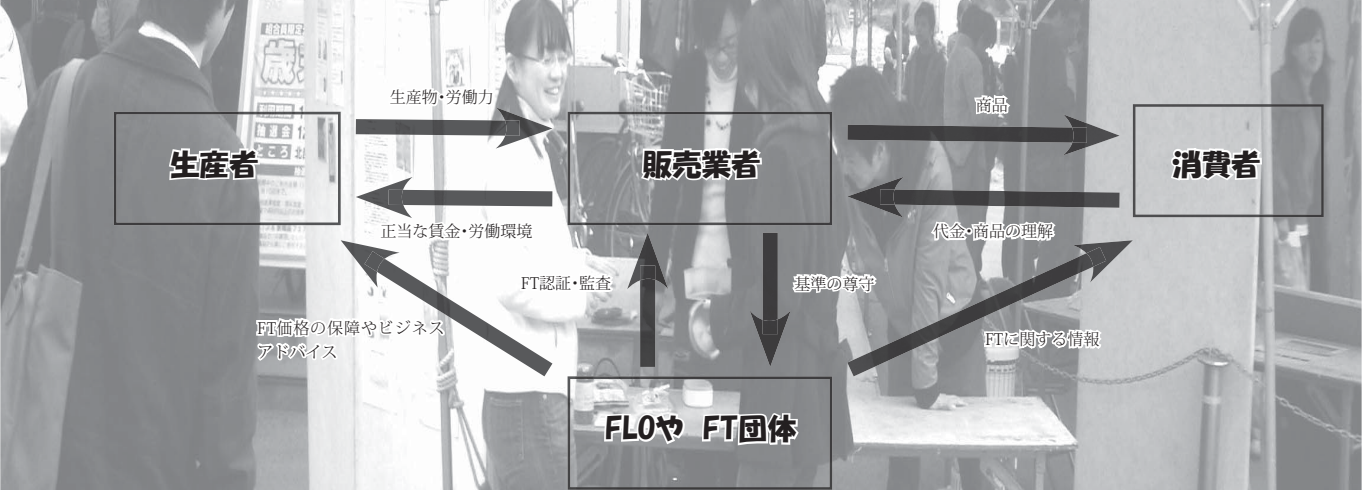 生産物・労働力
商品
生産者
販売業者
消費者
正当な賃金・労働環境
代金・商品の理解
FT認証・監査
基準の尊守
FT価格の保障やビジネス
アドバイス
FTに関する情報
FLOや FT団体